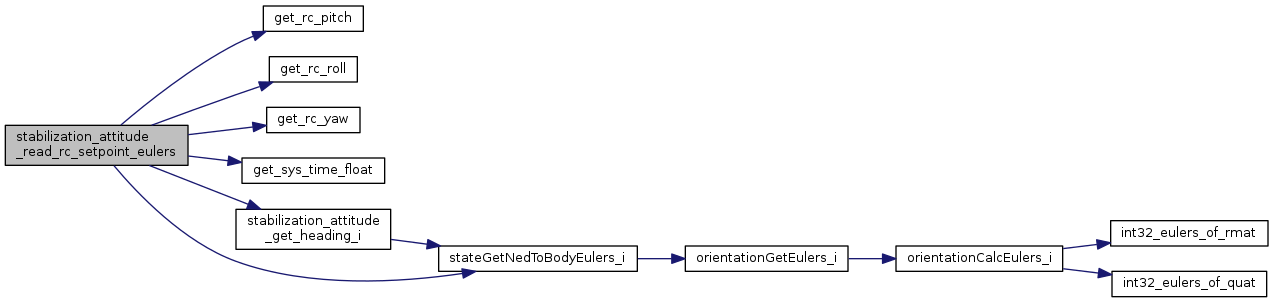 get_rc_pitch
get_rc_roll
get_rc_yaw
stabilization_attitude
_read_rc_setpoint_eulers
get_sys_time_float
stabilization_attitude
_get_heading_i
stateGetNedToBodyEulers_i
orientationGetEulers_i
orientationCalcEulers_i
int32_eulers_of_rmat
int32_eulers_of_quat